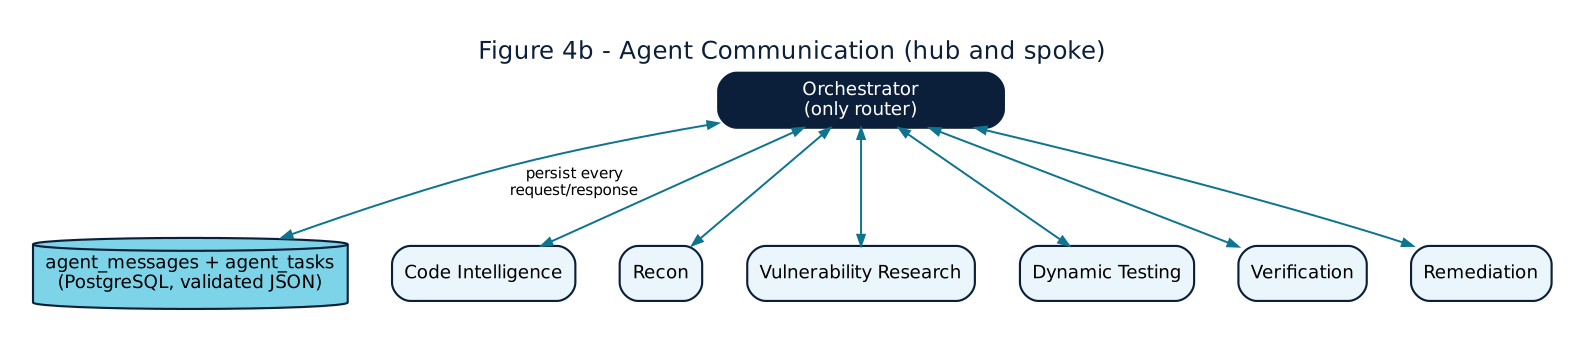 Figure 4b - Agent Communication (hub and spoke)
Orchestrator
(only router)
persist every
request/response
agent_messages + agent_tasks
(PostgreSQL, validated JSON)
Code Intelligence
Recon
Vulnerability Research
Dynamic Testing
Verification
Remediation